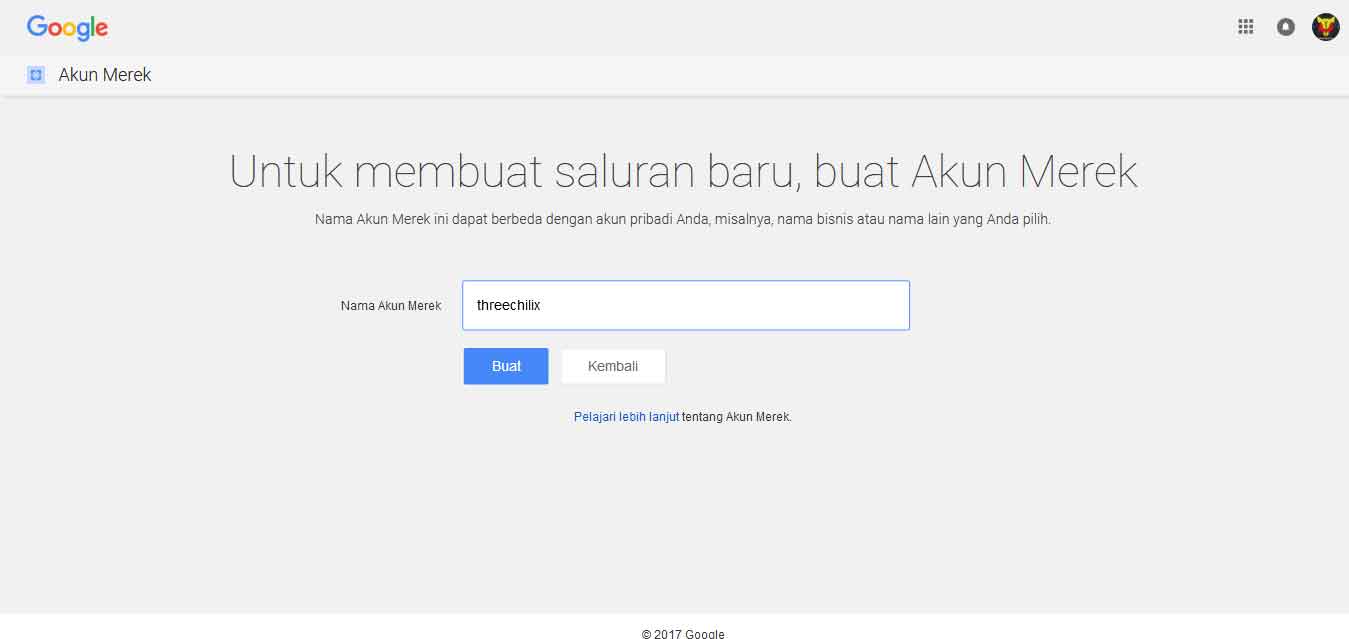 Google
Akun Merek
Untuk membuat saluran baru, buat Akun Merek
Nama Akun Merek ini dapat berbeda dengan akun pribadi Anda, misalnya, nama bisnis atau nama lain yang Anda pilih.
Nama Akun Merek threechilix
Buat Kembali
Pelajari lebih lanjut tentang Akun Merek.
© 2017 Google